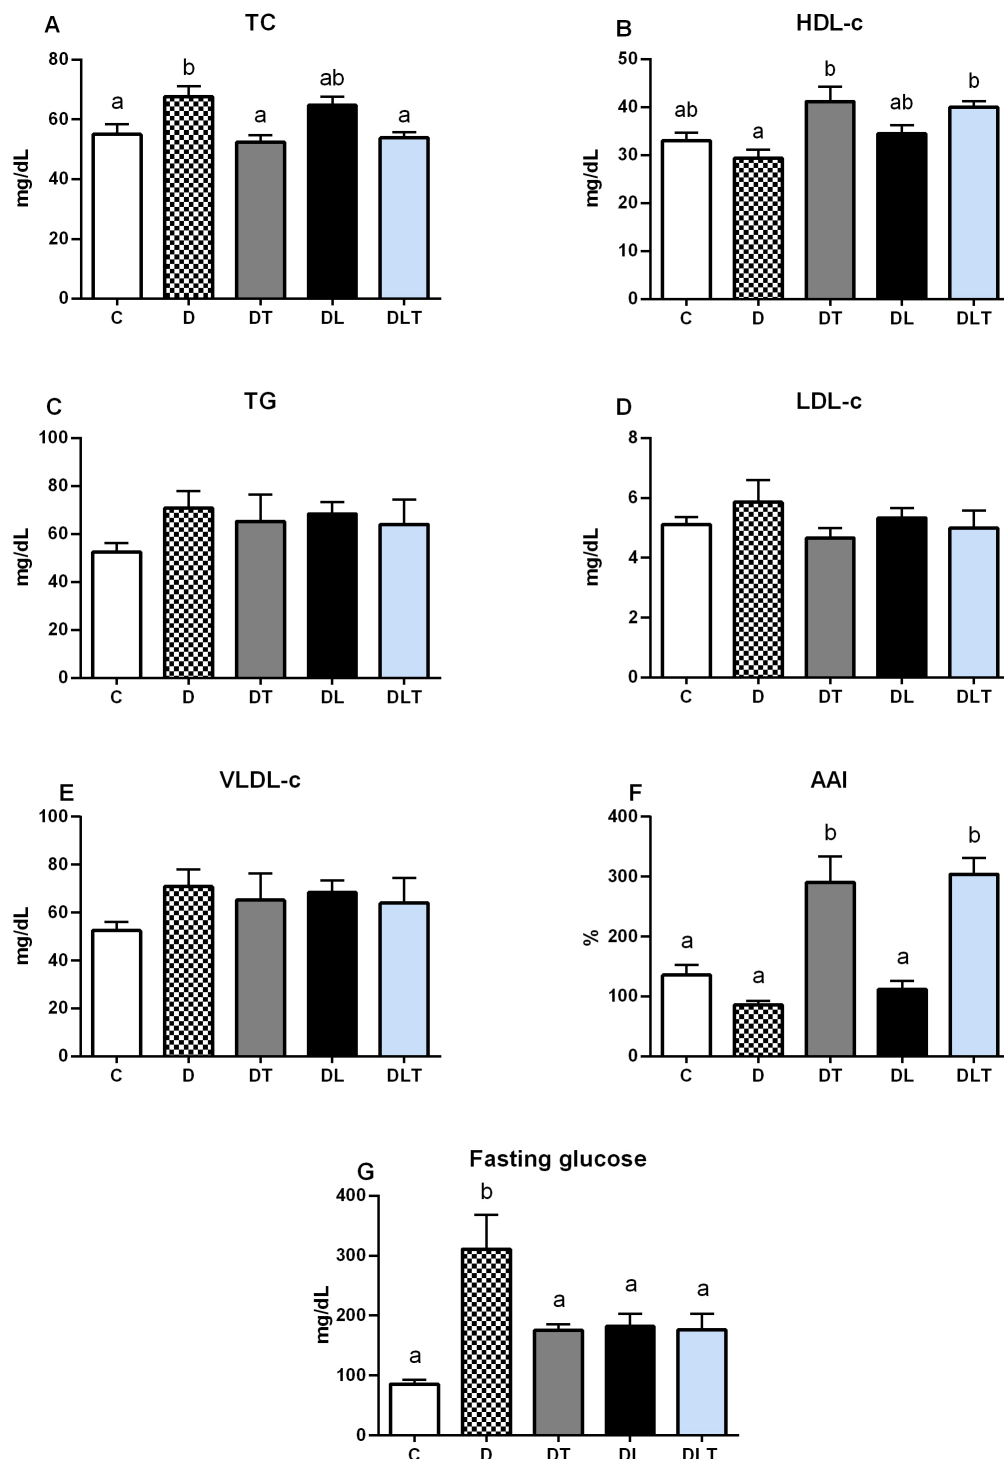 A TC
mg/dL
80
60
40
20
0
a b a ab a
C D DT DL DLT
B HDL-c
mg/dL
50
40
30
20
10
0
ab a b ab b
C D DT DL DLT
C TG
mg/dL
100
80
60
40
20
0
C D DT DL DLT
D LDL-c
mg/dL
8
6
4
2
0
C D DT DL DLT
E VLDL-c
mg/dL
100
80
60
40
20
0
C D DT DL DLT
F AAI
%
400
300
200
100
0
a a b a b
C D DT DL DLT
G Fasting glucose
mg/dL
400
300
200
100
0
a b a a a
C D DT DL DLT